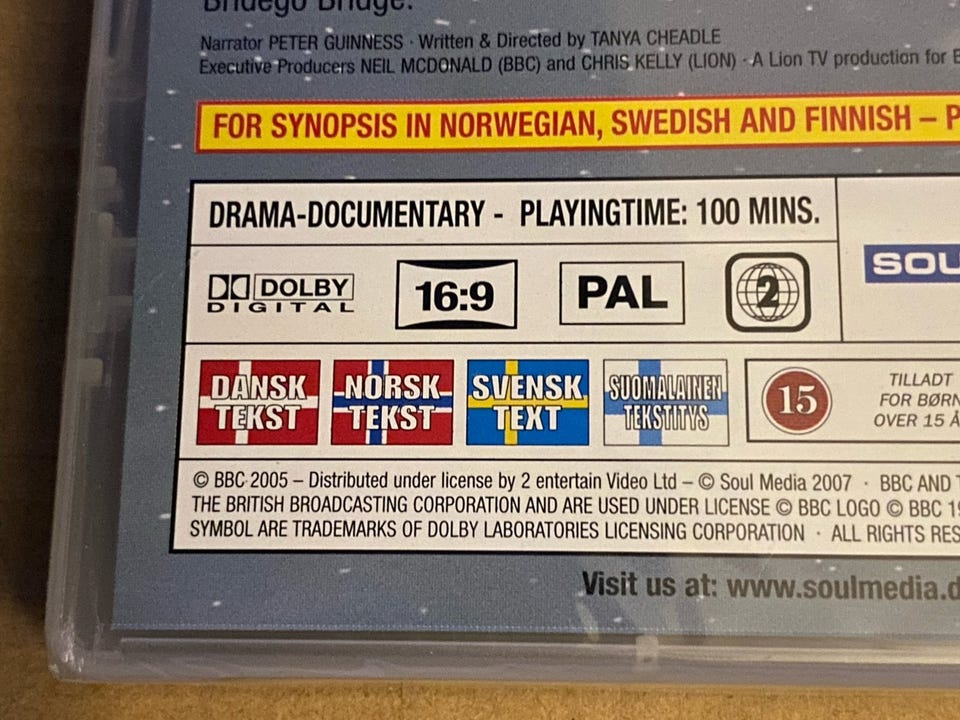 Bridego Bridge.
Narrator PETER GUINNESS · Written & Directed by TANYA CHEADLE
Executive Producers NEIL MCDONALD (BBC) and CHRIS KELLY (LION) · A Lion TV production for
FOR SYNOPSIS IN NORWEGIAN, SWEDISH AND FINNISH –
DRAMA-DOCUMENTARY - PLAYINGTIME: 100 MINS.
SOU
DOLBY
DIGITAL
16:9
PAL
2
DANSK
TEKST
NORSK
TEKST
SVENSK
TEXT
SUOMALAINEN
TEKSTITYS
15
TILLADT
FOR BØRN
OVER 15 Å
© BBC 2005 – Distributed under license by 2 entertain Video Ltd – © Soul Media 2007 · BBC AND
THE BRITISH BROADCASTING CORPORATION AND ARE USED UNDER LICENSE © BBC LOGO © BBC
SYMBOL ARE TRADEMARKS OF DOLBY LABORATORIES LICENSING CORPORATION · ALL RIGHTS RES
Visit us at: www.soulmedia.d